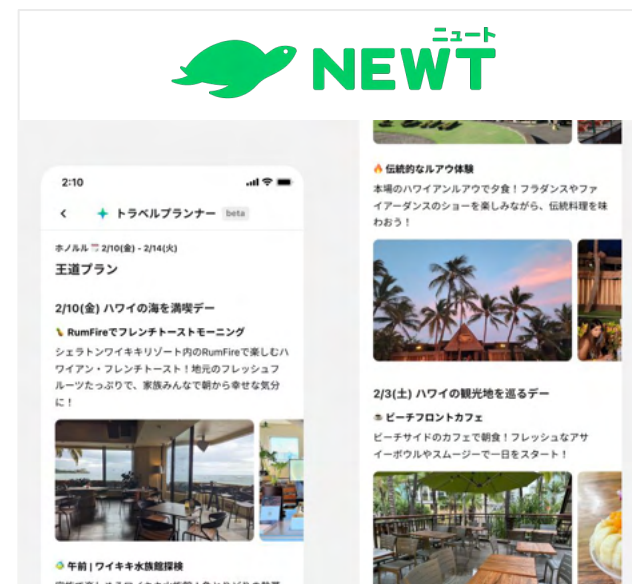 ニュート
NEWT
2:10
トラベルプランナー beta
ホノルル 2/10(金) - 2/14(火)
王道プラン
2/10(金) ハワイの海を満喫デー
RumFireでフレンチトーストモーニング
シェラトンワイキキリゾート内のRumFireで楽しむハ
ワイアン・フレンチトースト！地元のフレッシュフ
ルーツたっぷりで、家族みんなで朝から幸せな気分
に！
午前 | ワイキキ水族館探検
伝統的なルアウ体験
本場のハワイアンルアウで夕食！フラダンスやファ
イアーダンスのショーを楽しみながら、伝統料理を味
わおう！
2/3(土) ハワイの観光地を巡るデー
ビーチフロントカフェ
ビーチサイドのカフェで朝食！フレッシュなアサ
イーボウルやスムージーで一日をスタート！